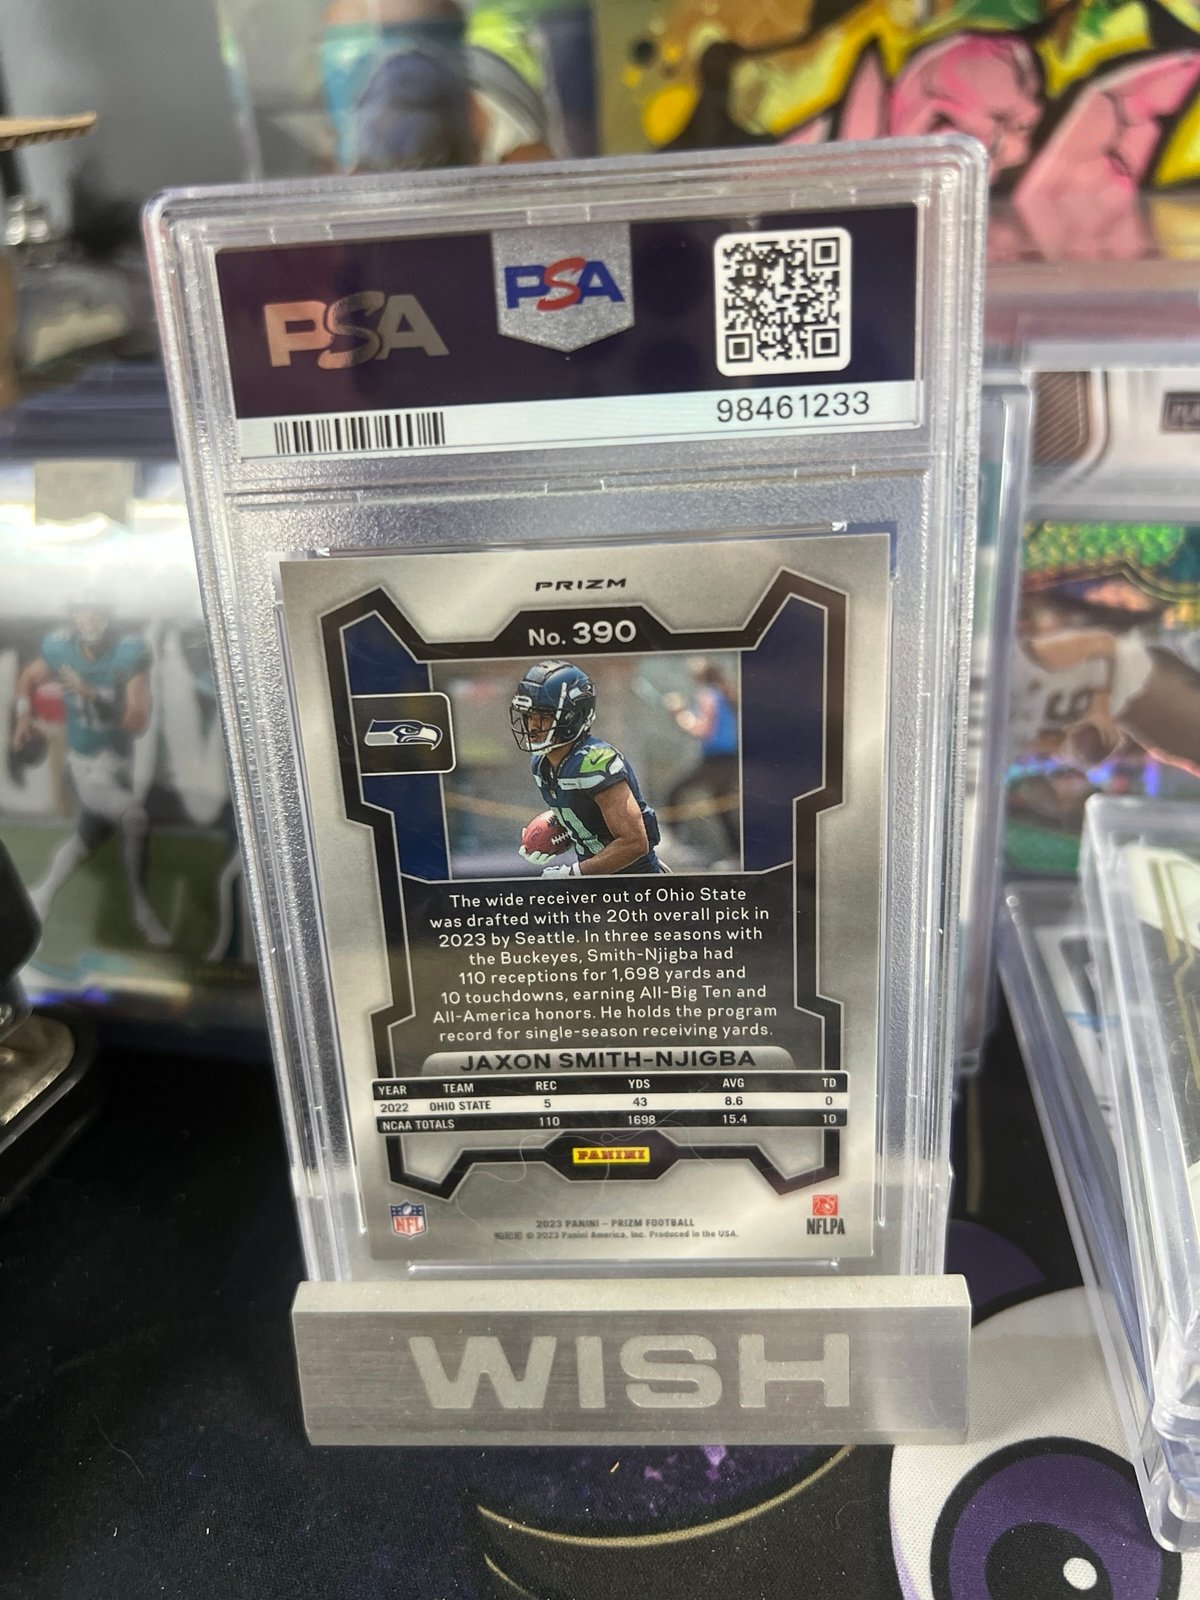 PSA
PSA
98461233
PRIZM
No. 390
The wide receiver out of Ohio State
was drafted with the 20th overall pick in
2023 by Seattle. In three seasons with
the Buckeyes, Smith-Njigba had
110 receptions for 1,698 yards and
10 touchdowns, earning All-Big Ten and
All-America honors. He holds the program
record for single-season receiving yards.
JAXON SMITH-NJIGBA
YEAR TEAM REC YDS AVG TD
2022 OHIO STATE 5 43 8.6 0
NCAA TOTALS 110 1698 15.4 10
PANINI
NFL
NFLPA
2023 PANINI – PRIZM FOOTBALL
© 2023 Panini America, Inc. Produced in the USA.
WISH